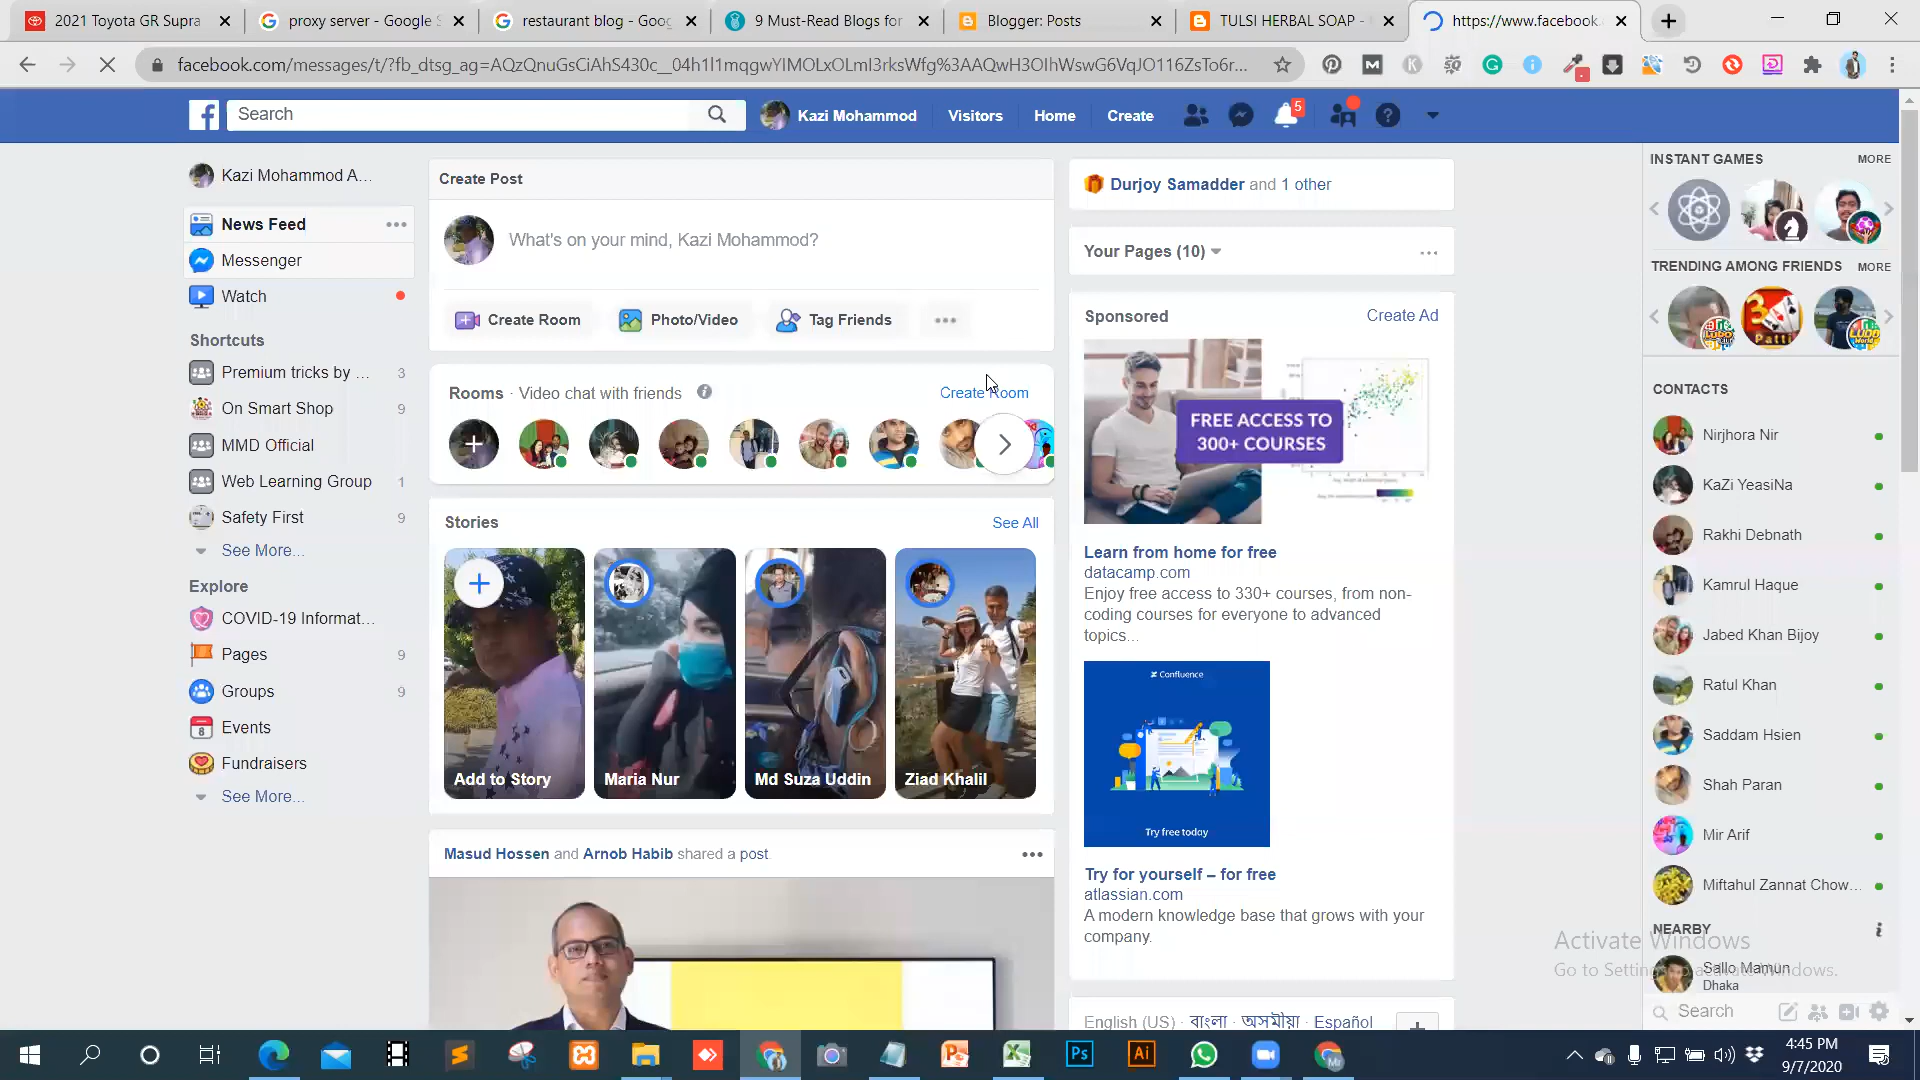 2021 Toyota GR Supra
proxy server - Google S
restaurant blog - Goog
9 Must-Read Blogs for
Blogger: Posts
TULSI HERBAL SOAP -
https://www.facebook.
facebook.com/messages/t/?fb_dtsg_ag=
Search
Kazi Mohammod
Visitors
Home
Create
5
Kazi Mohammod A...
News Feed
Messenger
Watch
Shortcuts
Premium tricks by ... 3
On Smart Shop 9
MMD Official
Web Learning Group 1
Safety First 9
See More...
Explore
COVID-19 Informat...
Pages 9
Groups 9
8 Events
Fundraisers
See More...
Create Post
What's on your mind, Kazi Mohammod?
Create Room
Photo/Video
Tag Friends
Rooms · Video chat with friends
Create Room
Stories
See All
Add to Story
Maria Nur
Md Suza Uddin
Ziad Khalil
Masud Hossen and Arnob Habib shared a post.
Durjoy Samadder and 1 other
Your Pages (10)
Sponsored
Create Ad
FREE ACCESS TO
300+ COURSES
Learn from home for free
datacamp.com
Enjoy free access to 330+ courses, from non-
coding courses for everyone to advanced
topics...
Confluence
Try free today
Try for yourself – for free
atlassian.com
A modern knowledge base that grows with your
company.
English (US) · বাংলা · অসমীয়া · Español
INSTANT GAMES
MORE
TRENDING AMONG FRIENDS
MORE
CONTACTS
Nirjhora Nir
KaZi YeasiNa
Rakhi Debnath
Kamrul Haque
Jabed Khan Bijoy
Ratul Khan
Saddam Hsien
Shah Paran
Mir Arif
Miftahul Zannat Chow...
NEARBY
Sallo Mamun
Dhaka
Search
Activate Windows
Go to Settings to activate Windows.
4:45 PM
9/7/2020